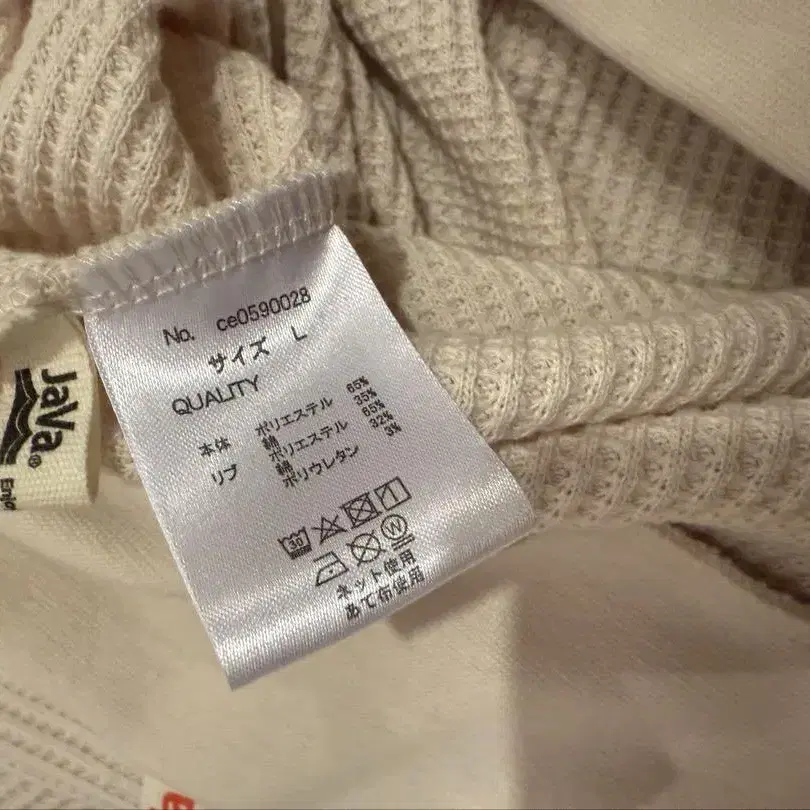 No. ce0590028
サイズ L
QUALITY
本体 ポリエステル 65%
綿 35%
リブ ポリエステル 65%
綿 32%
ポリウレタン 3%
30
W
ネット使用
あて布使用
JaVa®